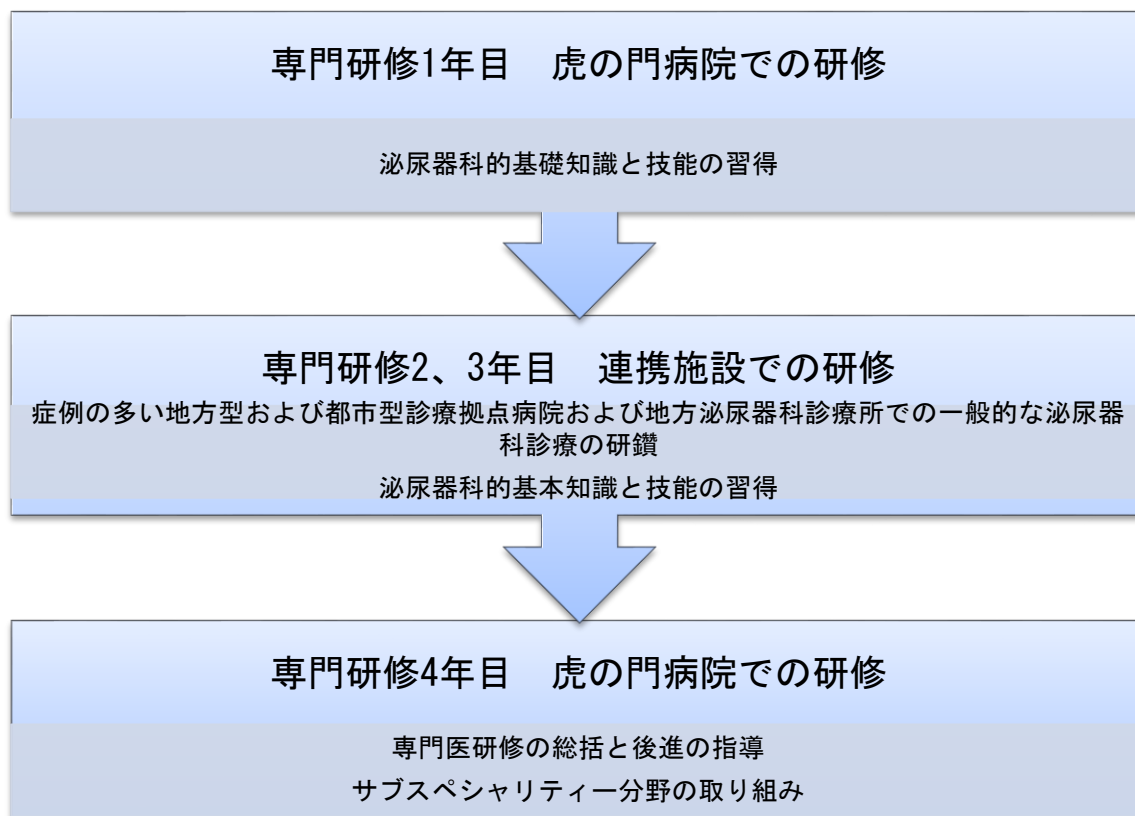 専門研修1年目　虎の門病院での研修
泌尿器科的基礎知識と技能の習得
専門研修2、3年目　連携施設での研修
症例の多い地方型および都市型診療拠点病院および地方泌尿器科診療所での一般的な泌尿器
科診療の研鑽
泌尿器科的基本知識と技能の習得
専門研修4年目　虎の門病院での研修
専門医研修の総括と後進の指導
サブスペシャリティー分野の取り組み